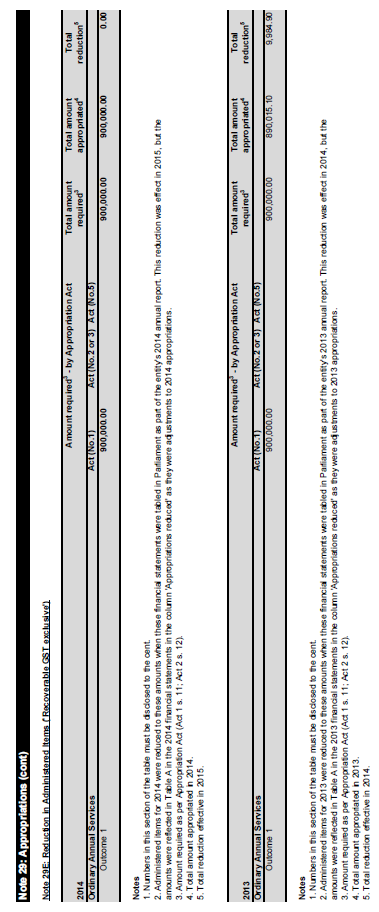 Note 29: Appropriations (cont)
Note 29E: Reduction in Administered Items ('Recoverable GST exclusive')
2014 Amount required³ - by Appropriation Act Total amount required³ Total amount appropriated⁴ Total reduction⁵
Ordinary Annual Services Act (No.1) Act (No.2 or 3) Act (No.5)
Outcome 1 900,000.00 900,000.00 900,000.00 0.00
Notes
1. Numbers in this section of the table must be disclosed to the cent.
2. Administered items for 2014 were reduced to these amounts when these financial statements were tabled in Parliament as part of the entity's 2014 annual report. This reduction was effect in 2015, but the
amounts were reflected in Table A in the 2014 financial statements in the column 'Appropriations reduced' as they were adjustments to 2014 appropriations.
3. Amount required as per Appropriation Act (Act 1 s. 11; Act 2 s. 12).
4. Total amount appropriated in 2014.
5. Total reduction effective in 2015.
2013 Amount required³ - by Appropriation Act Total amount required³ Total amount appropriated⁴ Total reduction⁵
Ordinary Annual Services Act (No.1) Act (No.2 or 3) Act (No.5)
Outcome 1 900,000.00 900,000.00 890,015.10 9,984.90
Notes
1. Numbers in this section of the table must be disclosed to the cent.
2. Administered items for 2013 were reduced to these amounts when these financial statements were tabled in Parliament as part of the entity's 2013 annual report. This reduction was effect in 2014, but the
amounts were reflected in Table A in the 2013 financial statements in the column 'Appropriations reduced' as they were adjustments to 2013 appropriations.
3. Amount required as per Appropriation Act (Act 1 s. 11; Act 2 s. 12).
4. Total amount appropriated in 2013.
5. Total reduction effective in 2014.